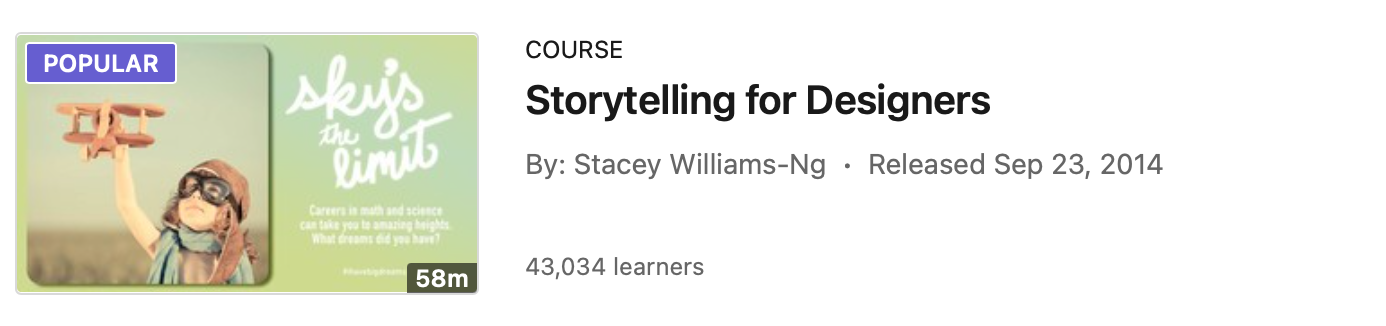 POPULAR
sky's
the
limit
Careers in math and science
can take you to amazing heights.
What dreams did you have?
58m
COURSE
Storytelling for Designers
By: Stacey Williams-Ng · Released Sep 23, 2014
43,034 learners